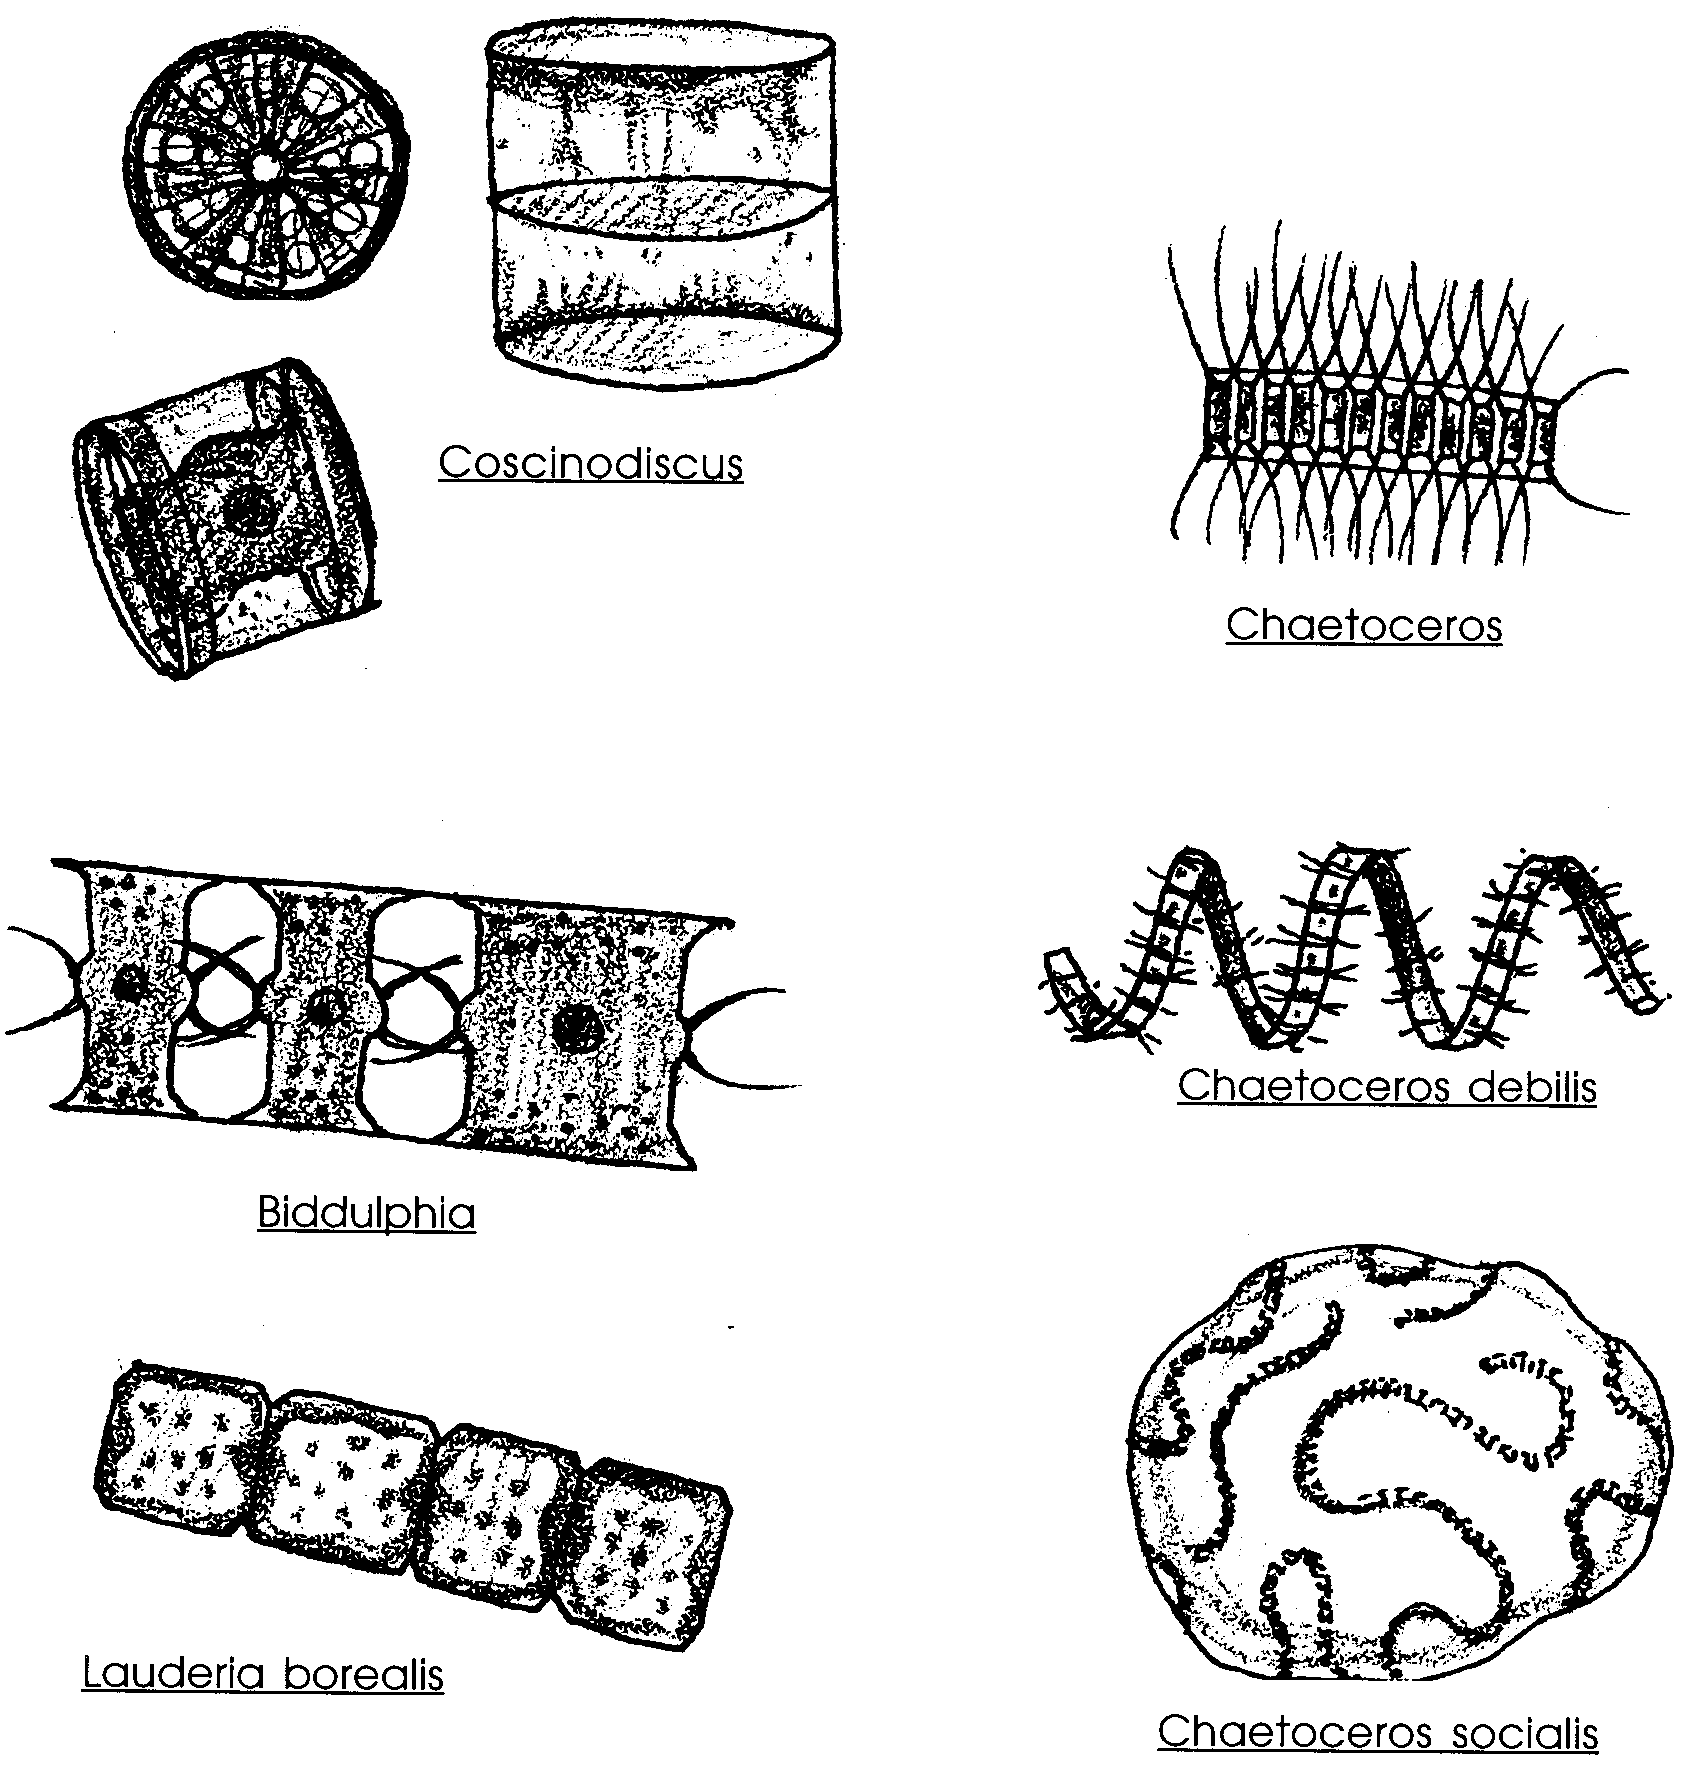 Coscinodiscus
Chaetoceros
Chaetoceros debilis
Biddulphia
Lauderia borealis
Chaetoceros socialis